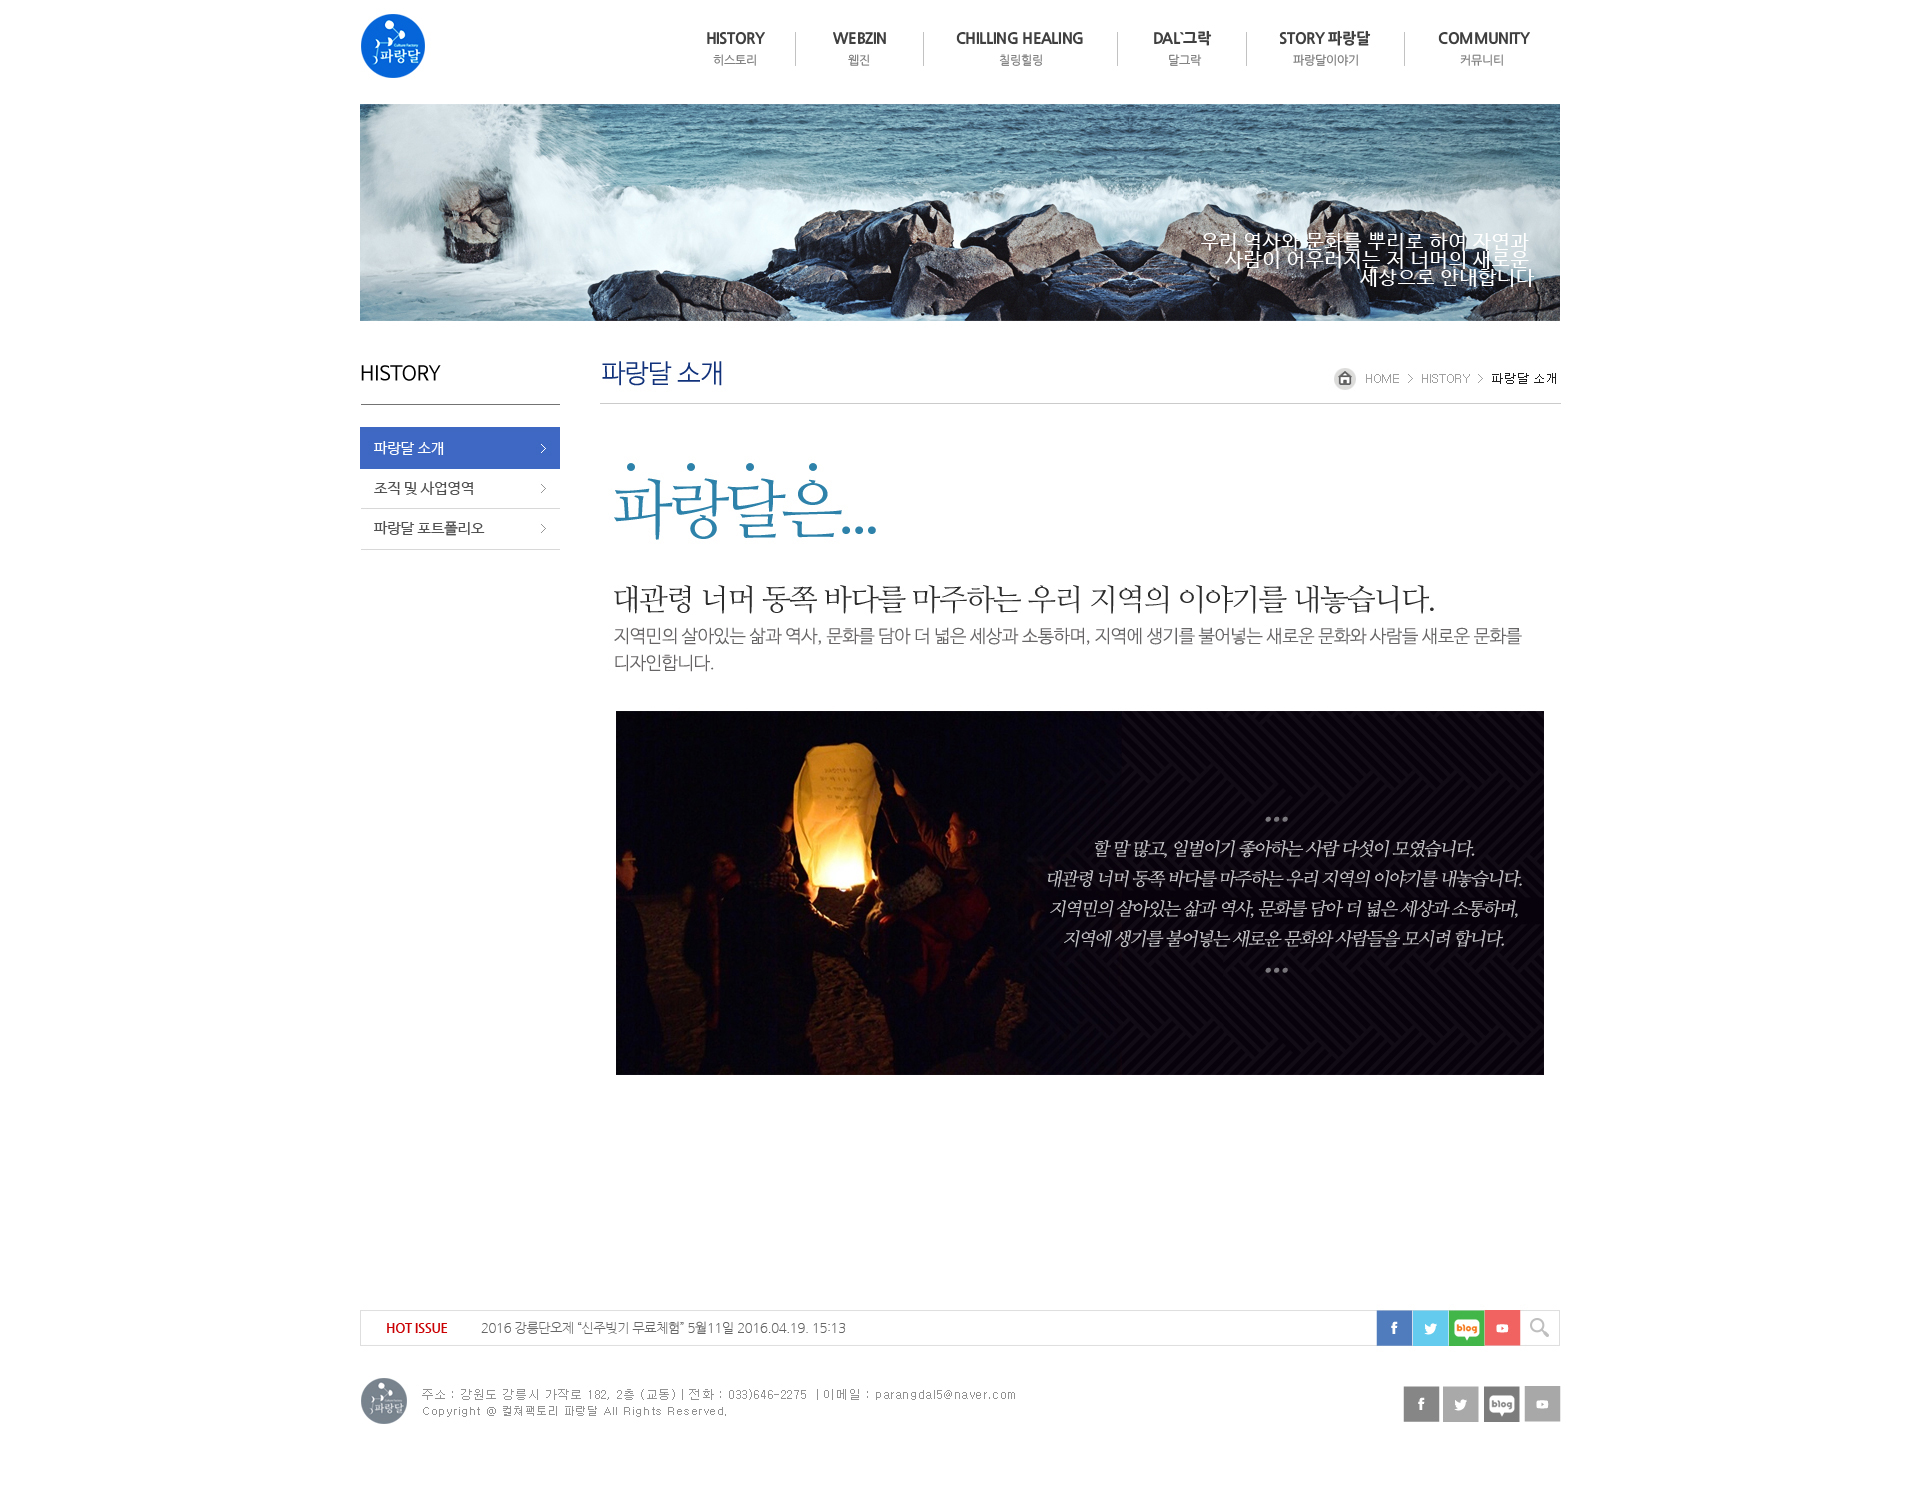 Culture Factory
파랑달
HISTORY
히스토리
WEBZIN
웹진
CHILLING HEALING
칠링힐링
DAL`그락
달그락
STORY 파랑달
파랑달이야기
COMMUNITY
커뮤니티
우리 역사와 문화를 뿌리로 하여 자연과
사람이 어우러지는 저 너머의 새로운
세상으로 안내합니다
HISTORY
파랑달 소개
조직 및 사업영역
파랑달 포트폴리오
파랑달 소개
HOME > HISTORY > 파랑달 소개
파랑달은...
대관령 너머 동쪽 바다를 마주하는 우리 지역의 이야기를 내놓습니다.
지역민의 살아있는 삶과 역사, 문화를 담아 더 넓은 세상과 소통하며, 지역에 생기를 불어넣는 새로운 문화와 사람들 새로운 문화를
디자인합니다.
할 말 많고, 일벌이기 좋아하는 사람 다섯이 모였습니다.
대관령 너머 동쪽 바다를 마주하는 우리 지역의 이야기를 내놓습니다.
지역민의 살아있는 삶과 역사, 문화를 담아 더 넓은 세상과 소통하며,
지역에 생기를 불어넣는 새로운 문화와 사람들을 모시려 합니다.
HOT ISSUE
2016 강릉단오제 “신주빚기 무료체험” 5월11일 2016.04.19. 15:13
f
blog
파랑달
주소 : 강원도 강릉시 가작로 182, 2층 (교동) | 전화 : 033)646-2275 | 이메일 : parangdal5@naver.com
Copyright @ 컬쳐팩토리 파랑달 All Rights Reserved.
f
blog